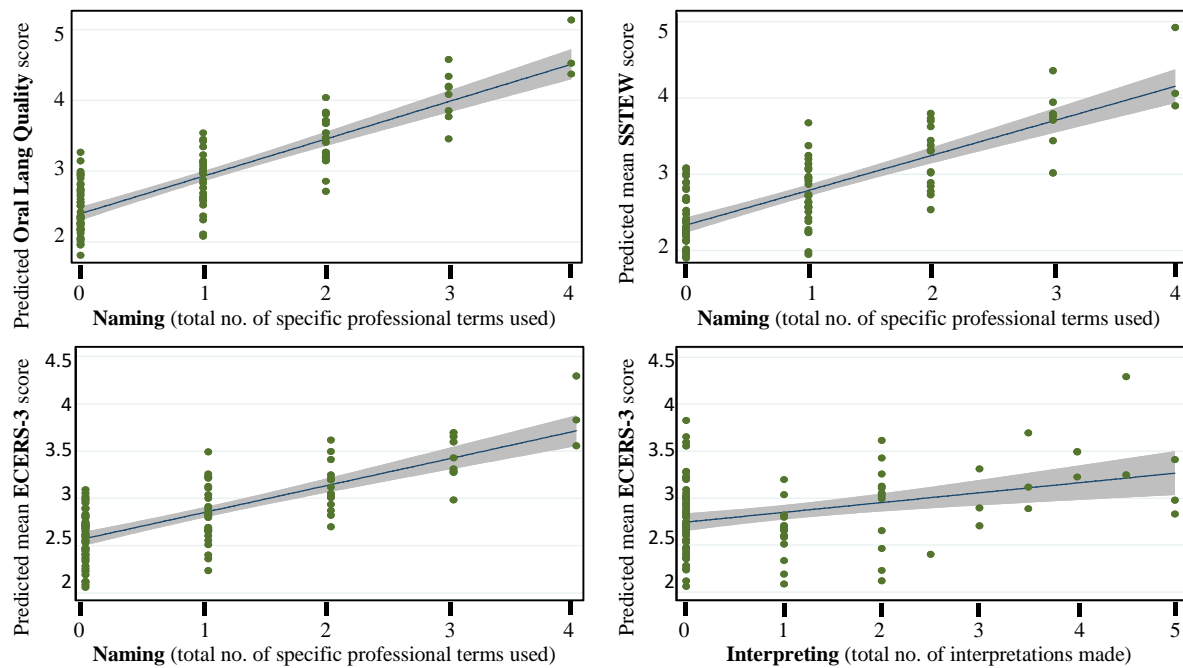 Predicted Oral Lang Quality score
5
4
3
2
0 1 2 3 4
Naming (total no. of specific professional terms used)
Predicted mean SSTEW score
5
4
3
2
0 1 2 3 4
Naming (total no. of specific professional terms used)
Predicted mean ECERS-3 score
4.5
4
3.5
3
2.5
2
0 1 2 3 4
Naming (total no. of specific professional terms used)
Predicted mean ECERS-3 score
4.5
4
3.5
3
2.5
2
0 1 2 3 4 5
Interpreting (total no. of interpretations made)